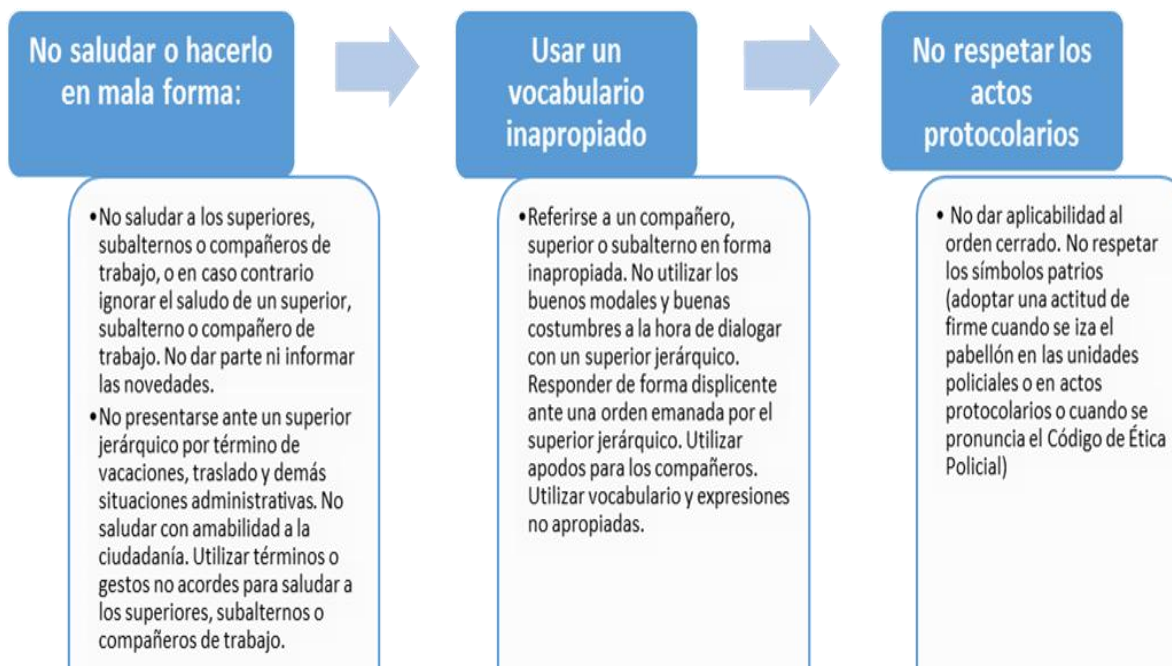 No saludar o hacerlo
en mala forma:
•No saludar a los superiores,
subalternos o compañeros de
trabajo, o en caso contrario
ignorar el saludo de un superior,
subalterno o compañero de
trabajo. No dar parte ni informar
las novedades.
•No presentarse ante un superior
jerárquico por término de
vacaciones, traslado y demás
situaciones administrativas. No
saludar con amabilidad a la
ciudadanía. Utilizar términos o
gestos no acordes para saludar a
los superiores, subalternos o
compañeros de trabajo.
Usar un
vocabulario
inapropiado
•Referirse a un compañero,
superior o subalterno en forma
inapropiada. No utilizar los
buenos modales y buenas
costumbres a la hora de dialogar
con un superior jerárquico.
Responder de forma displicente
ante una orden emanada por el
superior jerárquico. Utilizar
apodos para los compañeros.
Utilizar vocabulario y expresiones
no apropiadas.
No respetar los
actos
protocolarios
• No dar aplicabilidad al
orden cerrado. No respetar
los símbolos patrios
(adoptar una actitud de
firme cuando se iza el
pabellón en las unidades
policiales o en actos
protocolarios o cuando se
pronuncia el Código de Ética
Policial)